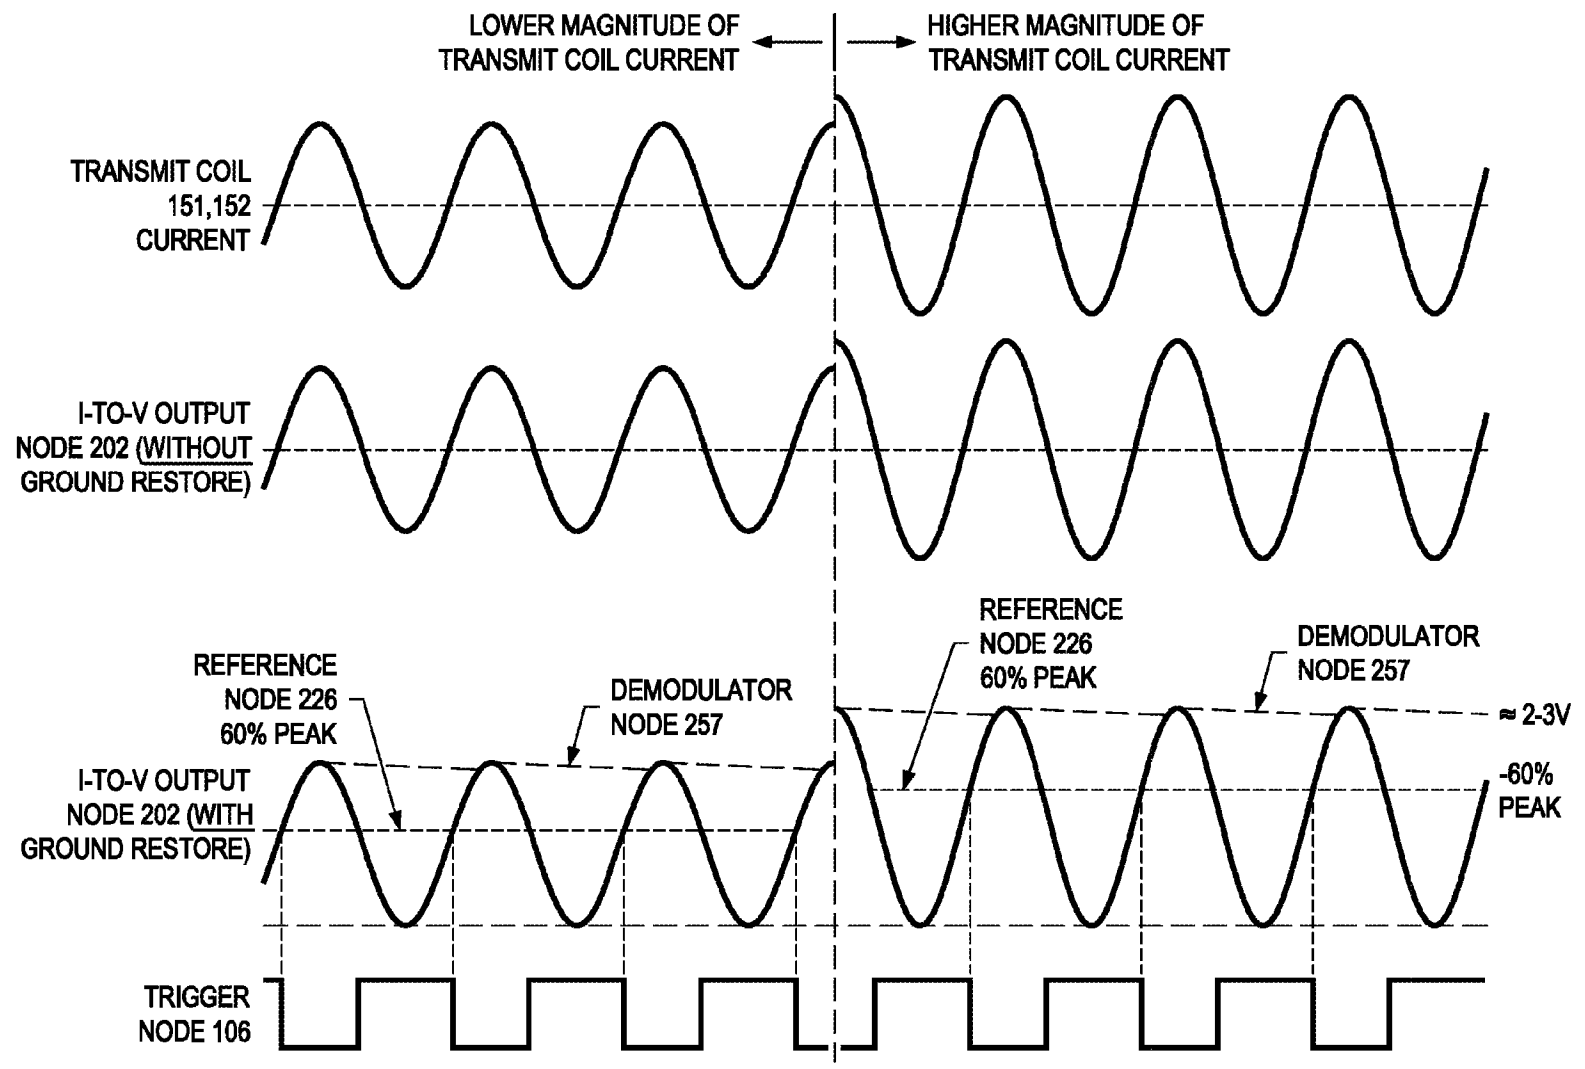 LOWER MAGNITUDE OF
TRANSMIT COIL CURRENT
HIGHER MAGNITUDE OF
TRANSMIT COIL CURRENT
TRANSMIT COIL
151,152
CURRENT
I-TO-V OUTPUT
NODE 202 (WITHOUT
GROUND RESTORE)
REFERENCE
NODE 226
60% PEAK
DEMODULATOR
NODE 257
REFERENCE
NODE 226
60% PEAK
DEMODULATOR
NODE 257
≈ 2-3V
-60%
PEAK
I-TO-V OUTPUT
NODE 202 (WITH
GROUND RESTORE)
TRIGGER
NODE 106